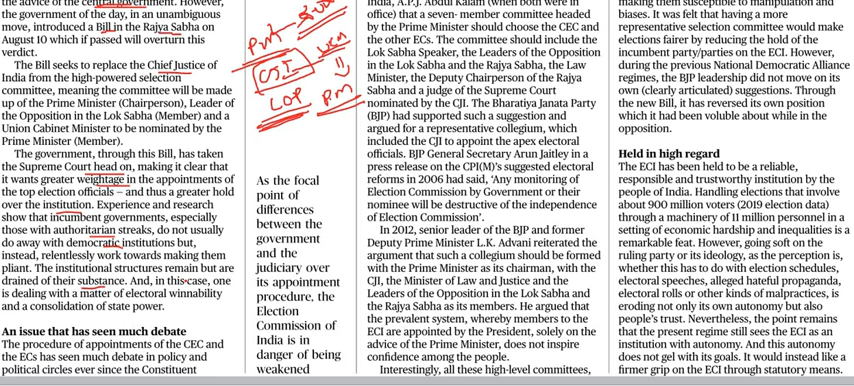 the advice of the central government. However,
the government of the day, in an unambiguous
move, introduced a Bill in the Rajya Sabha on
August 10 which if passed will overturn this
verdict.
The Bill seeks to replace the Chief Justice of
India from the high-powered selection
committee, meaning the committee will be made
up of the Prime Minister (Chairperson), Leader of
the Opposition in the Lok Sabha (Member) and a
Union Cabinet Minister to be nominated by the
Prime Minister (Member).
The government, through this Bill, has taken
the Supreme Court head on, making it clear that
it wants greater weightage in the appointments of
the top election officials — and thus a greater hold
over the institution. Experience and research
show that incumbent governments, especially
those with authoritarian streaks, do not usually
do away with democratic institutions but,
instead, relentlessly work towards making them
pliant. The institutional structures remain but are
drained of their substance. And, in this case, one
is dealing with a matter of electoral winnability
and a consolidation of state power.
An issue that has seen much debate
The procedure of appointments of the CEC and
the ECs has seen much debate in policy and
political circles ever since the Constituent
PM
CJI
LOP
PM
As the focal
point of
differences
between the
government
and the
judiciary over
its appointment
procedure, the
Election
Commission of
India is in
danger of being
weakened
India, A.P.J. Abdul Kalam (when both were in
office) that a seven- member committee headed
by the Prime Minister should choose the CEC and
the other ECs. The committee should include the
Lok Sabha Speaker, the Leaders of the Opposition
in the Lok Sabha and the Rajya Sabha, the Law
Minister, the Deputy Chairperson of the Rajya
Sabha and a judge of the Supreme Court
nominated by the CJI. The Bharatiya Janata Party
(BJP) had supported such a suggestion and
argued for a representative collegium, which
included the CJI to appoint the apex electoral
officials. BJP General Secretary Arun Jaitley in a
press release on the CPI(M)'s suggested electoral
reforms in 2006 had said, 'Any monitoring of
Election Commission by Government or their
nominee will be destructive of the independence
of Election Commission'.
In 2012, senior leader of the BJP and former
Deputy Prime Minister L.K. Advani reiterated the
argument that such a collegium should be formed
with the Prime Minister as its chairman, with the
CJI, the Minister of Law and Justice and the
Leaders of the Opposition in the Lok Sabha and
the Rajya Sabha as its members. He argued that
the prevalent system, whereby members to the
ECI are appointed by the President, solely on the
advice of the Prime Minister, does not inspire
confidence among the people.
Interestingly, all these high-level committees,
making them susceptible to manipulation and
biases. It was felt that having a more
representative selection committee would make
elections fairer by reducing the hold of the
incumbent party/parties on the ECI. However,
during the previous National Democratic Alliance
regimes, the BJP leadership did not move on its
own (clearly articulated) suggestions. Through
the new Bill, it has reversed its own position
which it had been voluble about while in the
opposition.
Held in high regard
The ECI has been held to be a reliable,
responsible and trustworthy institution by the
people of India. Handling elections that involve
about 900 million voters (2019 election data)
through a machinery of 11 million personnel in a
setting of economic hardship and inequalities is a
remarkable feat. However, going soft on the
ruling party or its ideology, as the perception is,
whether this has to do with election schedules,
electoral speeches, alleged hateful propaganda,
electoral rolls or other kinds of malpractices, is
eroding not only its own autonomy but also
people's trust. Nevertheless, the point remains
that the present regime still sees the ECI as an
institution with autonomy. And this autonomy
does not gel with its goals. It would instead like a
firmer grip on the ECI through statutory means.